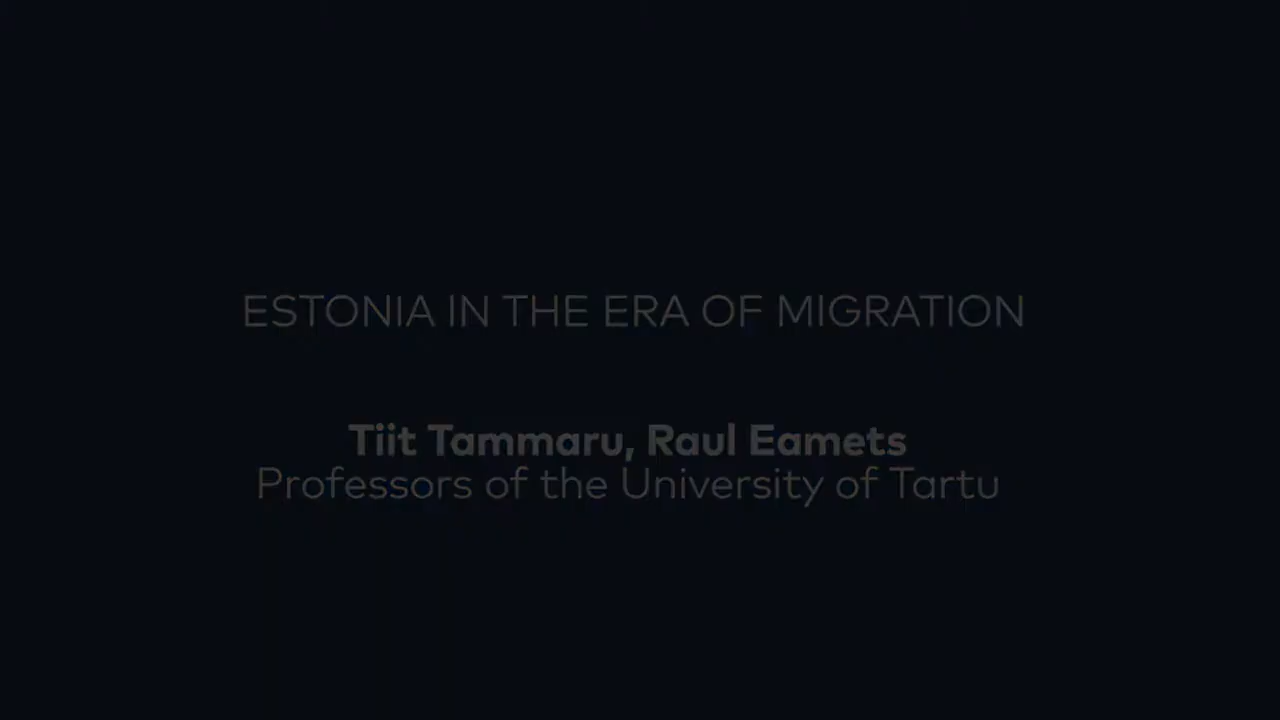 ESTONIA IN THE ERA OF MIGRATION
Tiit Tammaru, Raul Eamets
Professors of the University of Tartu